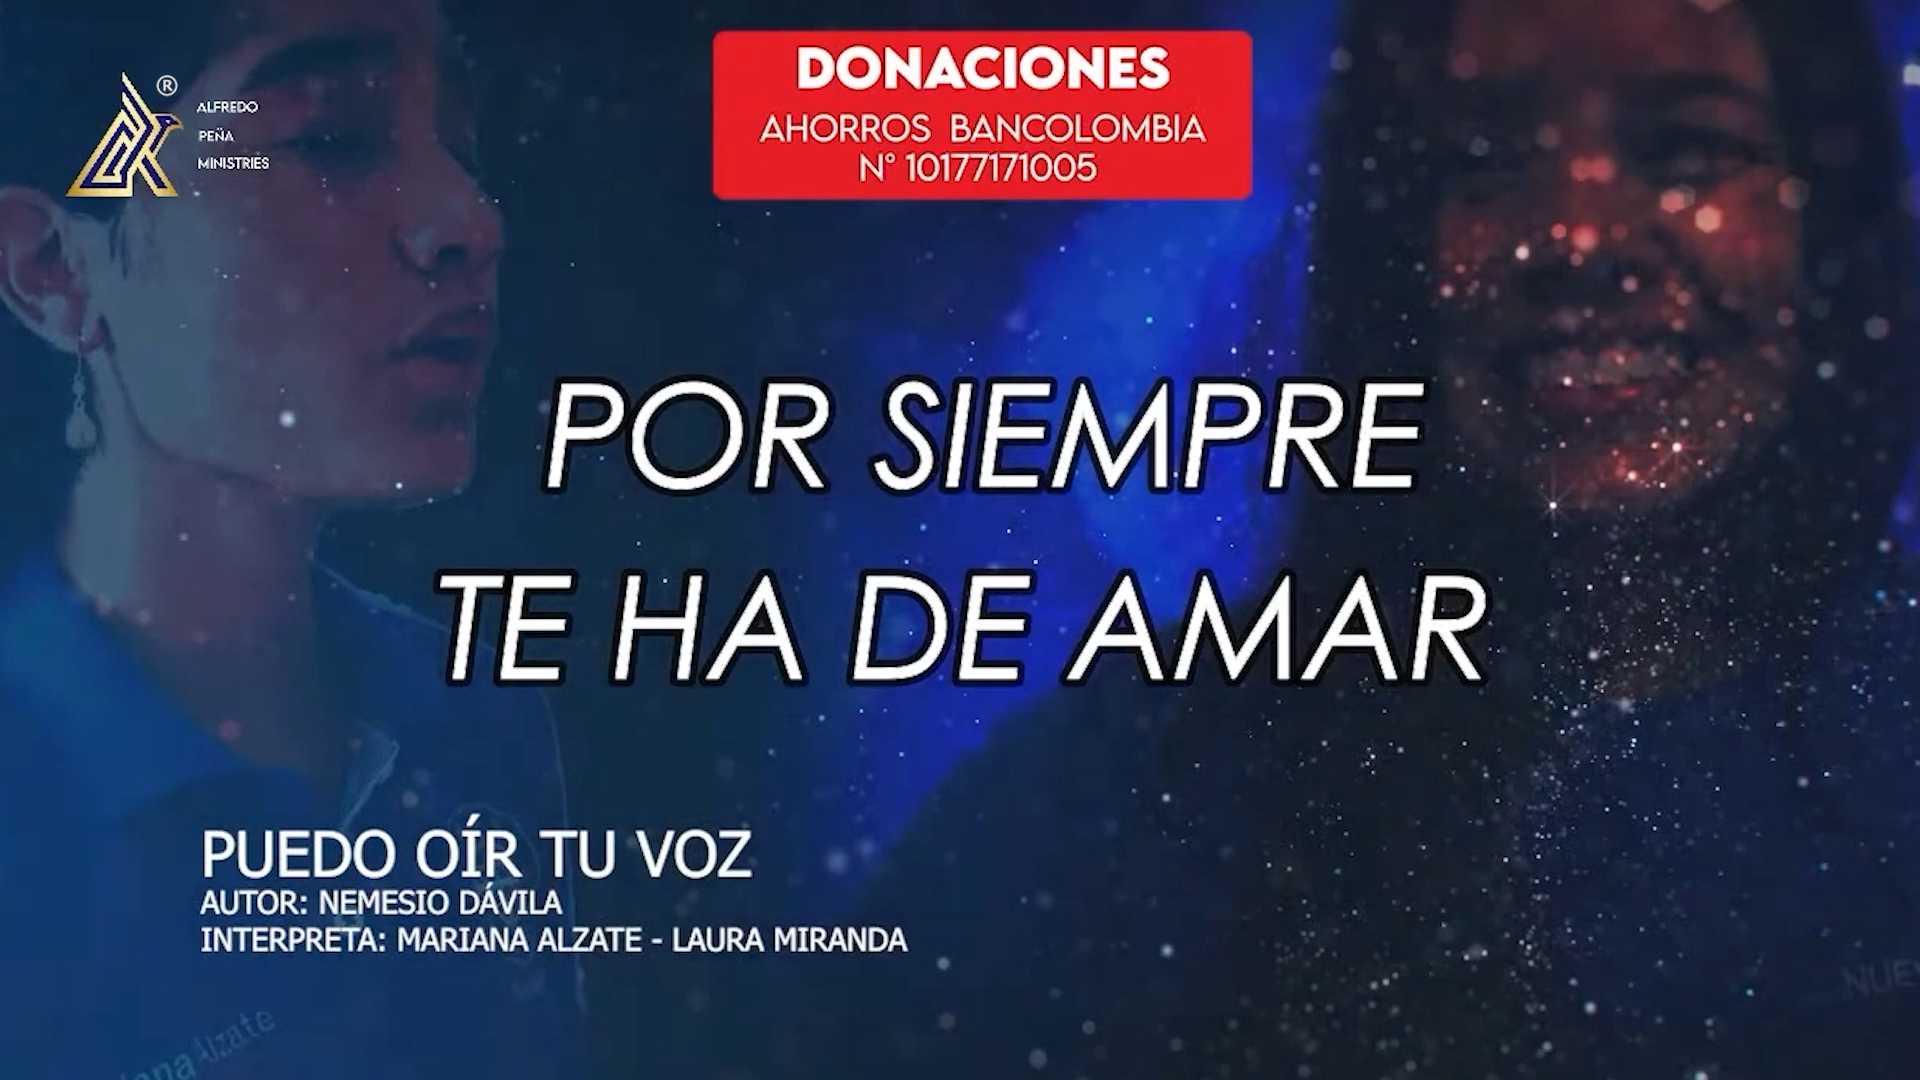 ®
ALFREDO
PEÑA
MINISTRIES
DONACIONES
AHORROS BANCOLOMBIA
N° 10177171005
POR SIEMPRE
TE HA DE AMAR
PUEDO OÍR TU VOZ
AUTOR: NEMESIO DÁVILA
INTERPRETA: MARIANA ALZATE - LAURA MIRANDA
Alzate